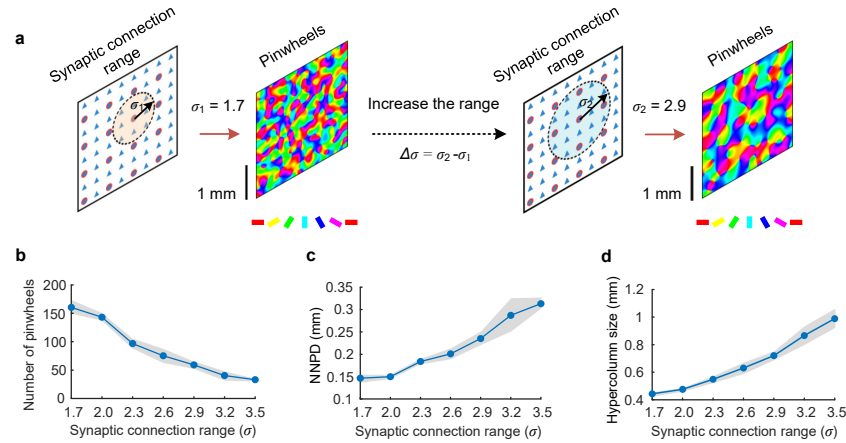 a
Synaptic connection
range
σ₁
σ₁ = 1.7
Pinwheels
1 mm
Increase the range
Δσ = σ₂ -σ₁
Synaptic connection
range
σ₂
σ₂ = 2.9
Pinwheels
1 mm
b
Number of pinwheels
200
150
100
50
0
1.7 2.0 2.3 2.6 2.9 3.2 3.5
Synaptic connection range (σ)
c
NNPD
(mm)
0.35
0.3
0.25
0.2
0.15
0.1
1.7 2.0 2.3 2.6 2.9 3.2 3.5
Synaptic connection range (σ)
d
Hypercolumn size (mm)
1.2
1
0.8
0.6
0.4
1.7 2.0 2.3 2.6 2.9 3.2 3.5
Synaptic connection range (σ)